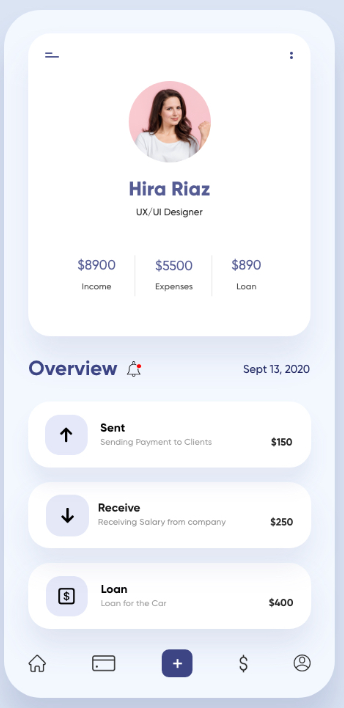 Hira Riaz
UX/UI Designer
$8900 $5500 $890
Income Expenses Loan
Overview Sept 13, 2020
Sent
Sending Payment to Clients $150
Receive
Receiving Salary from company $250
$ Loan
Loan for the Car $400
+ $